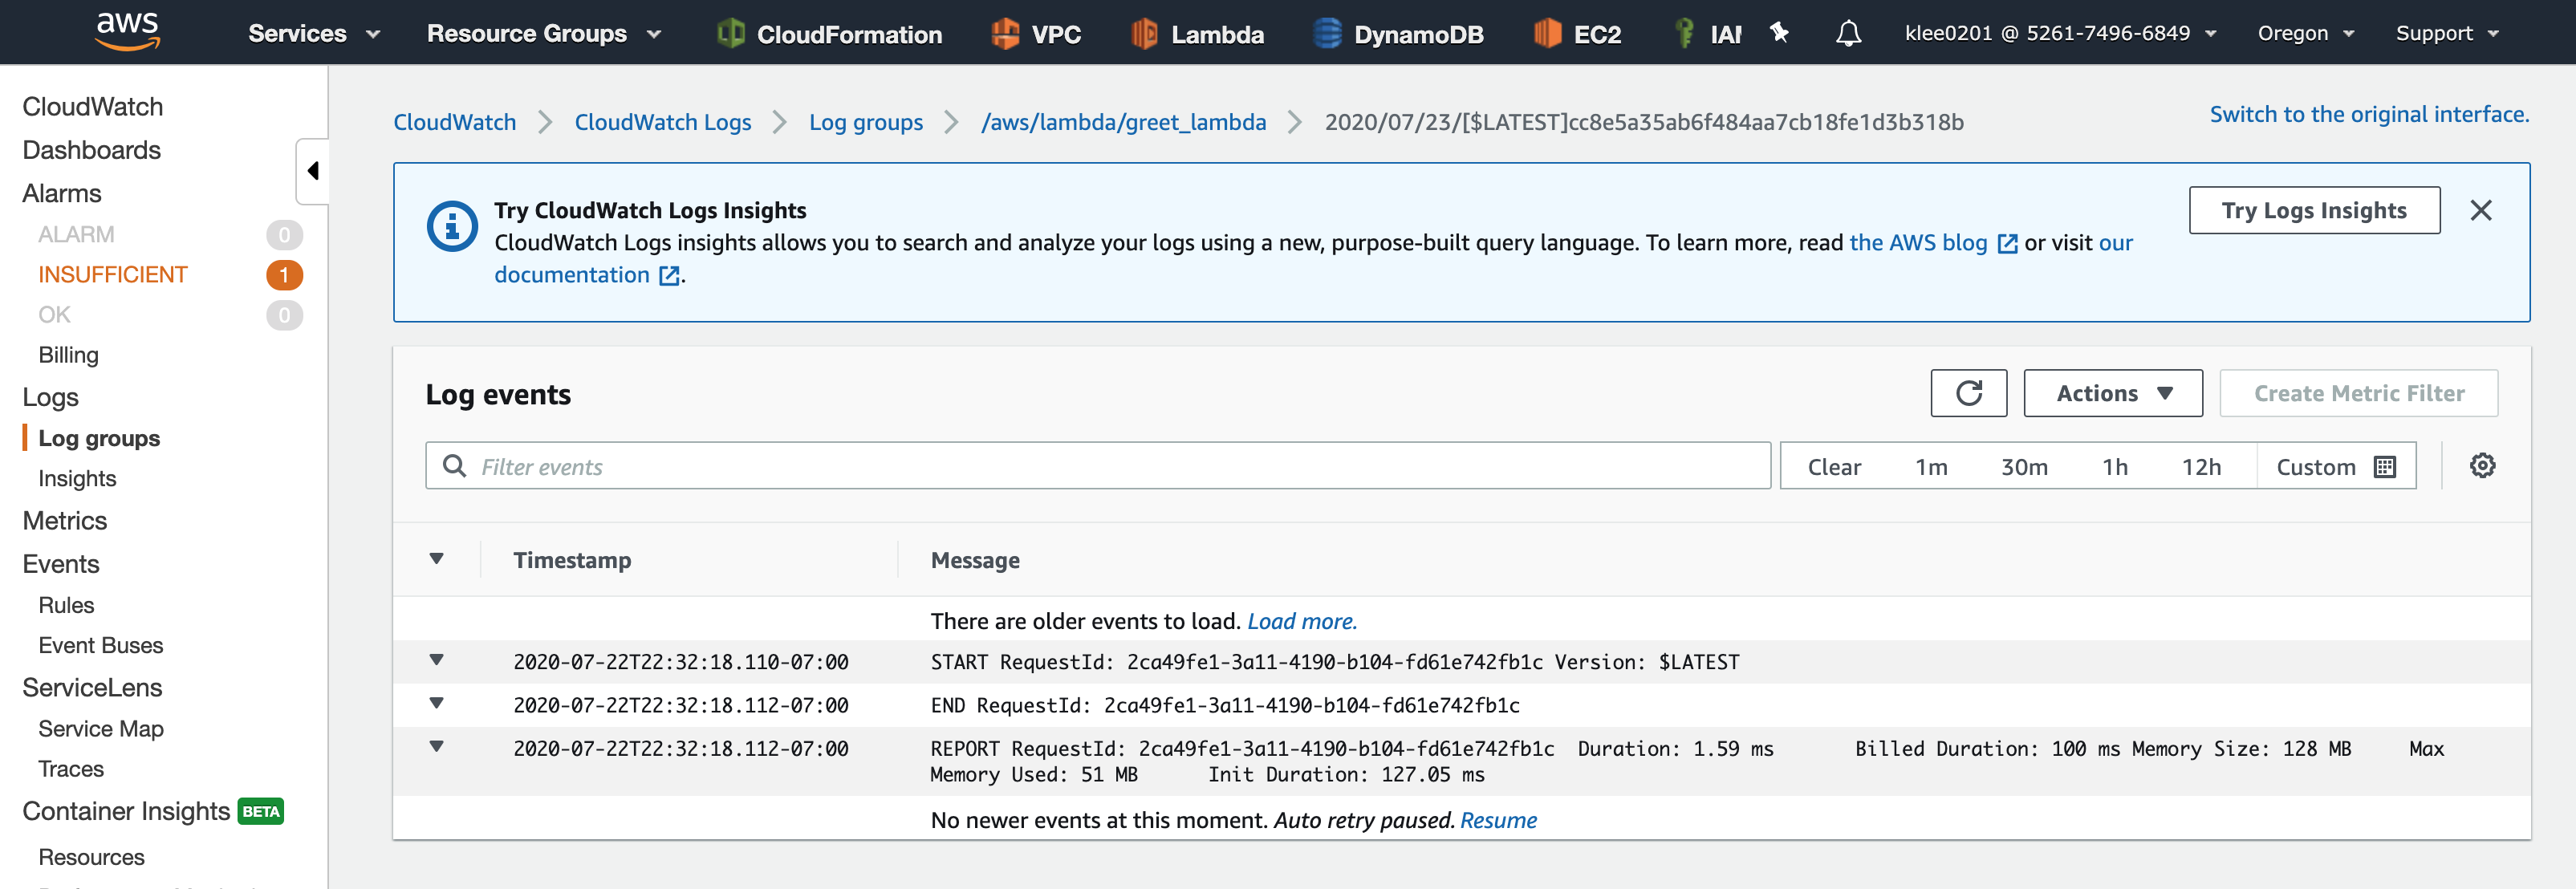 aws Services Resource Groups CloudFormation VPC Lambda DynamoDB EC2 IAM klee0201 @ 5261-7496-6849 Oregon Support
CloudWatch
Dashboards
Alarms
ALARM 0
INSUFFICIENT 1
OK 0
Billing
Logs
Log groups
Insights
Metrics
Events
Rules
Event Buses
ServiceLens
Service Map
Traces
Container Insights BETA
Resources
CloudWatch CloudWatch Logs Log groups /aws/lambda/greet_lambda 2020/07/23/[$LATEST]cc8e5a35ab6f484aa7cb18fe1d3b318b
Switch to the original interface.
Try CloudWatch Logs Insights
CloudWatch Logs insights allows you to search and analyze your logs using a new, purpose-built query language. To learn more, read the AWS blog or visit our
documentation .
Try Logs Insights
Log events
Actions
Create Metric Filter
Filter events
Clear 1m 30m 1h 12h Custom
Timestamp Message
There are older events to load. Load more.
2020-07-22T22:32:18.110-07:00 START RequestId: 2ca49fe1-3a11-4190-b104-fd61e742fb1c Version: $LATEST
2020-07-22T22:32:18.112-07:00 END RequestId: 2ca49fe1-3a11-4190-b104-fd61e742fb1c
2020-07-22T22:32:18.112-07:00 REPORT RequestId: 2ca49fe1-3a11-4190-b104-fd61e742fb1c Duration: 1.59 ms Billed Duration: 100 ms Memory Size: 128 MB Max
Memory Used: 51 MB Init Duration: 127.05 ms
No newer events at this moment. Auto retry paused. Resume